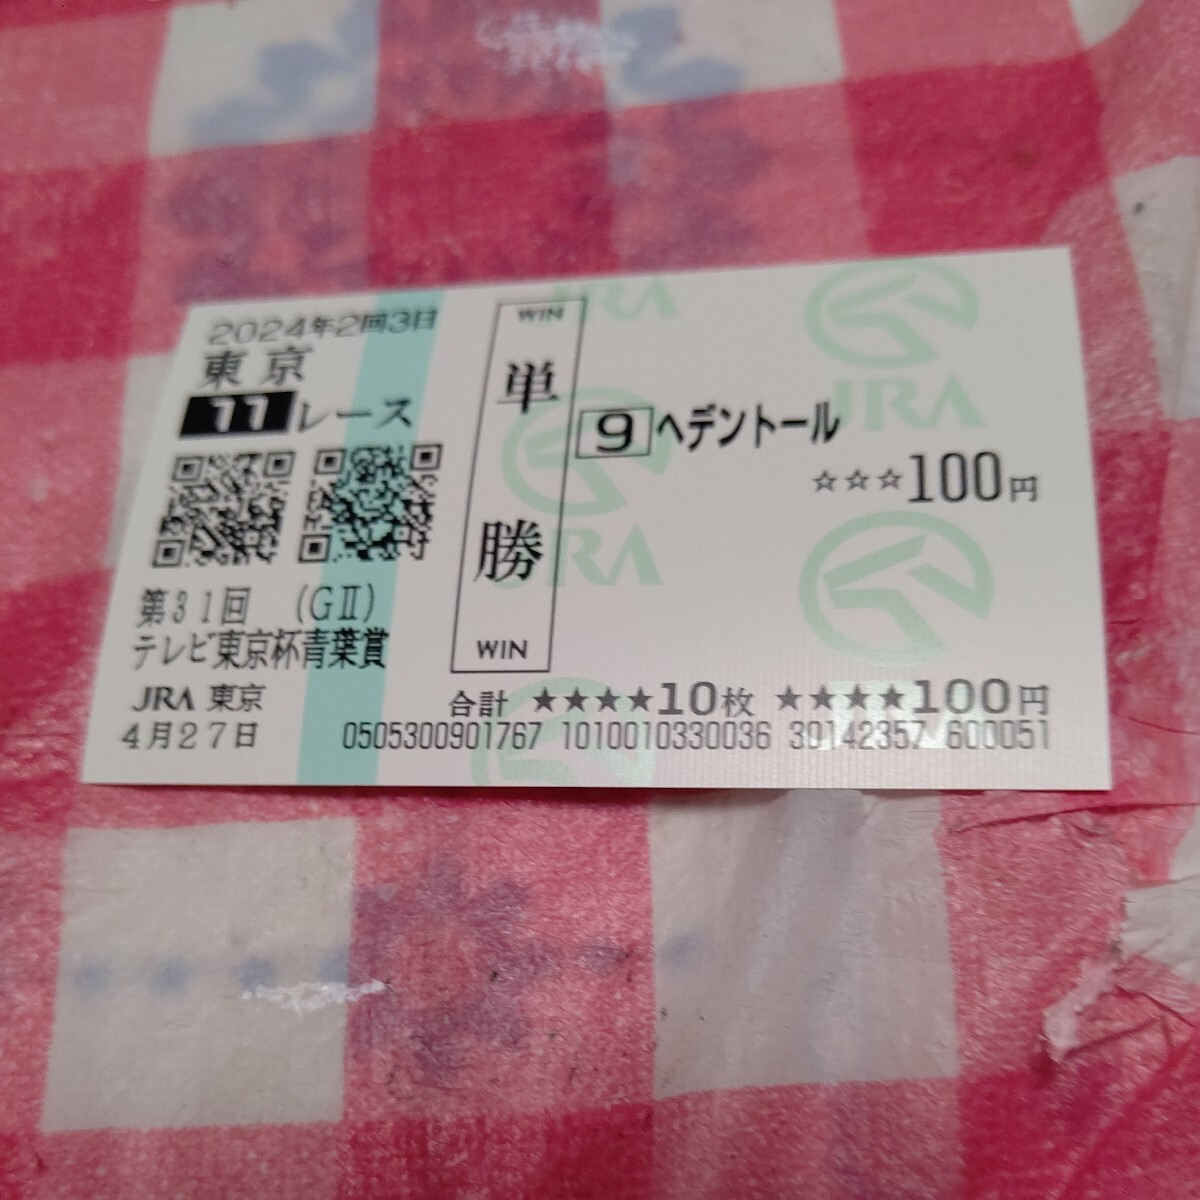 2024年2回3日
東京
11レース
第31回 (GⅡ)
テレビ東京杯青葉賞
JRA 東京
4月27日
WIN
単勝
WIN
9 ヘデントール
☆☆☆100円
合計 ★★★★10枚 ★★★★100円
0505300901767 1010010330036 30142357 600051
JRA
JRA
JRA